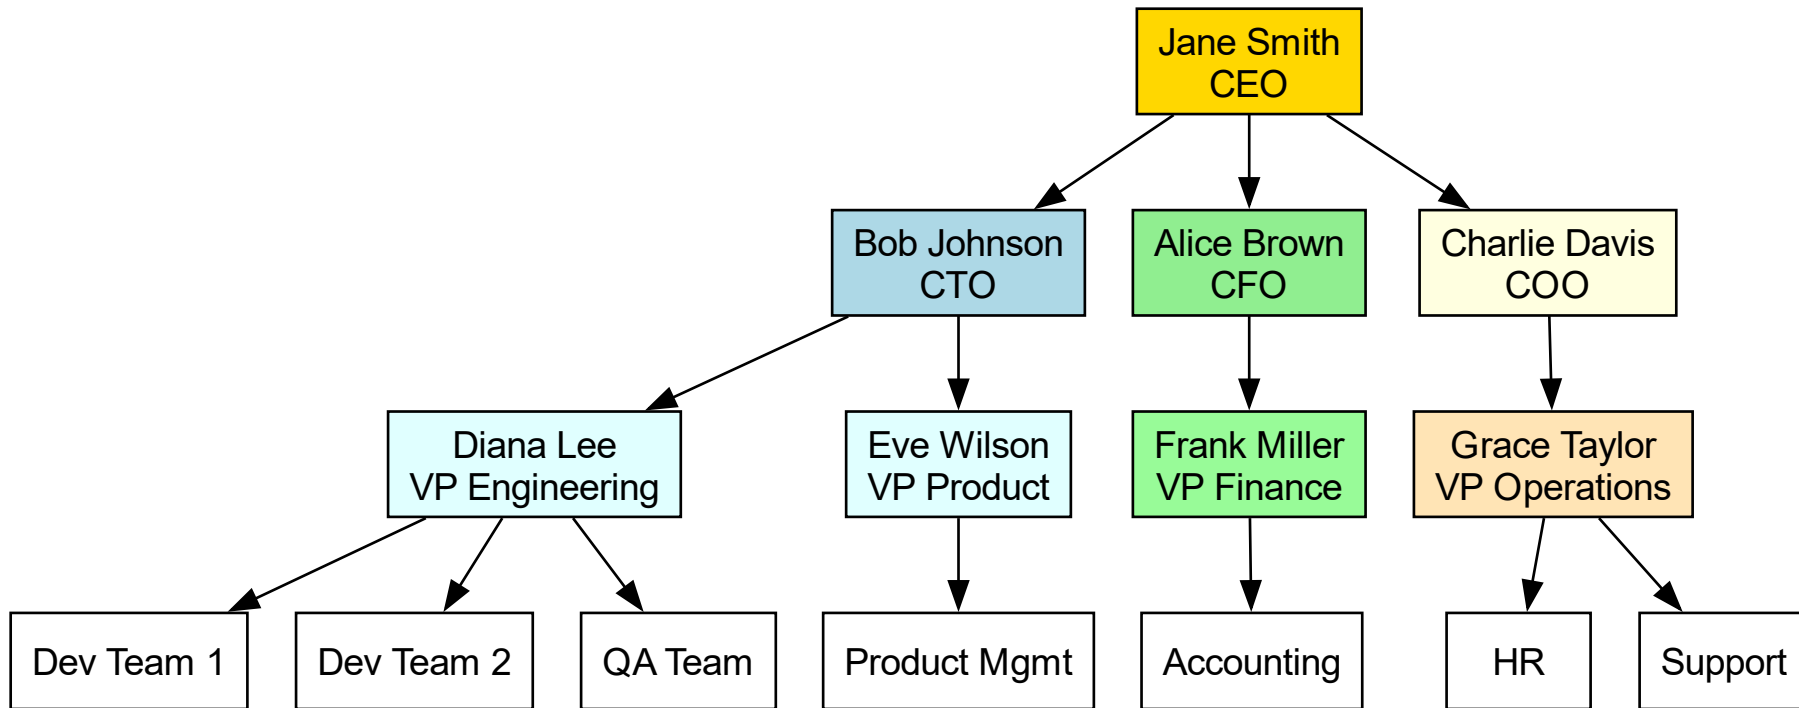 Jane Smith
CEO
Bob Johnson
CTO
Alice Brown
CFO
Charlie Davis
COO
Diana Lee
VP Engineering
Eve Wilson
VP Product
Frank Miller
VP Finance
Grace Taylor
VP Operations
Dev Team 1
Dev Team 2
QA Team
Product Mgmt
Accounting
HR
Support